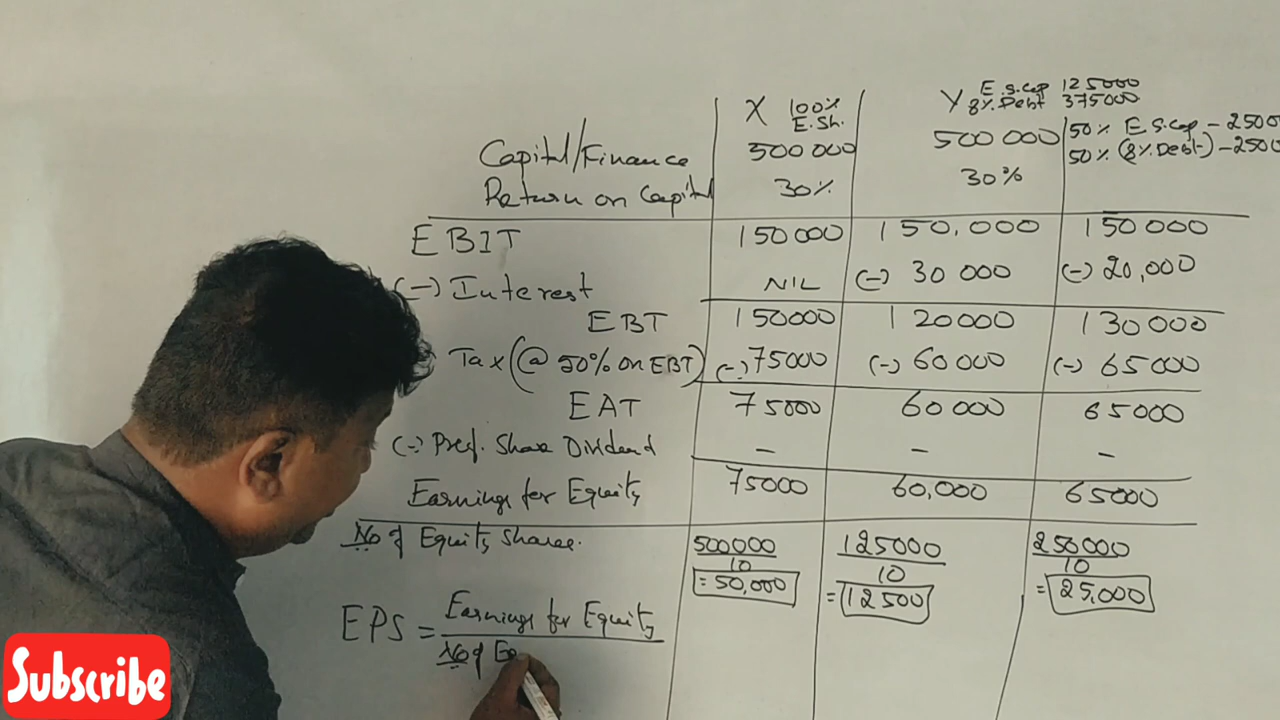 X 100% E.Sh.
Y E.S.Cap 125000
8% Debt 375000
Capital/Finance 500000 500000 50% E S.Cap - 2500
50% (8% Debt) - 2500
Return on Capital 30% 30%
EBIT 150000 150,000 150000
(-) Interest NIL (-) 30000 (-) 20,000
EBT 150000 120000 130000
Tax (@ 50% on EBT) (-) 75000 (-) 60000 (-) 65000
EAT 75000 60000 65000
(-) Pref. Share Dividend - - -
Earnings for Equity 75000 60,000 65000
No of Equity Shares. 500000/10 125000/10 250000/10
= 50,000 = 12500 = 25,000
EPS = Earnings for Equity
No of Eq
Subscribe